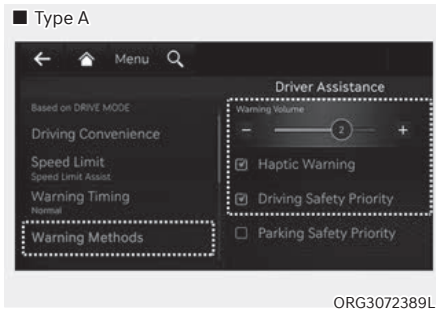 ■ Type A
Menu
Driver Assistance
Based on DRIVE MODE
Driving Convenience
Speed Limit
Speed Limit Assist
Warning Timing
Normal
Warning Methods
Warning Volume
- 2 +
Haptic Warning
Driving Safety Priority
Parking Safety Priority
ORG3072389L